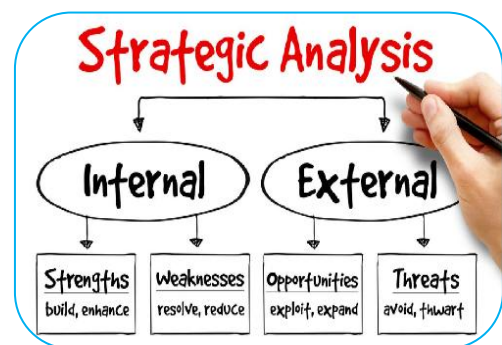 Strategic Analysis
Internal
External
Strengths
build, enhance
Weaknesses
resolve, reduce
Opportunities
exploit, expand
Threats
avoid, thwart